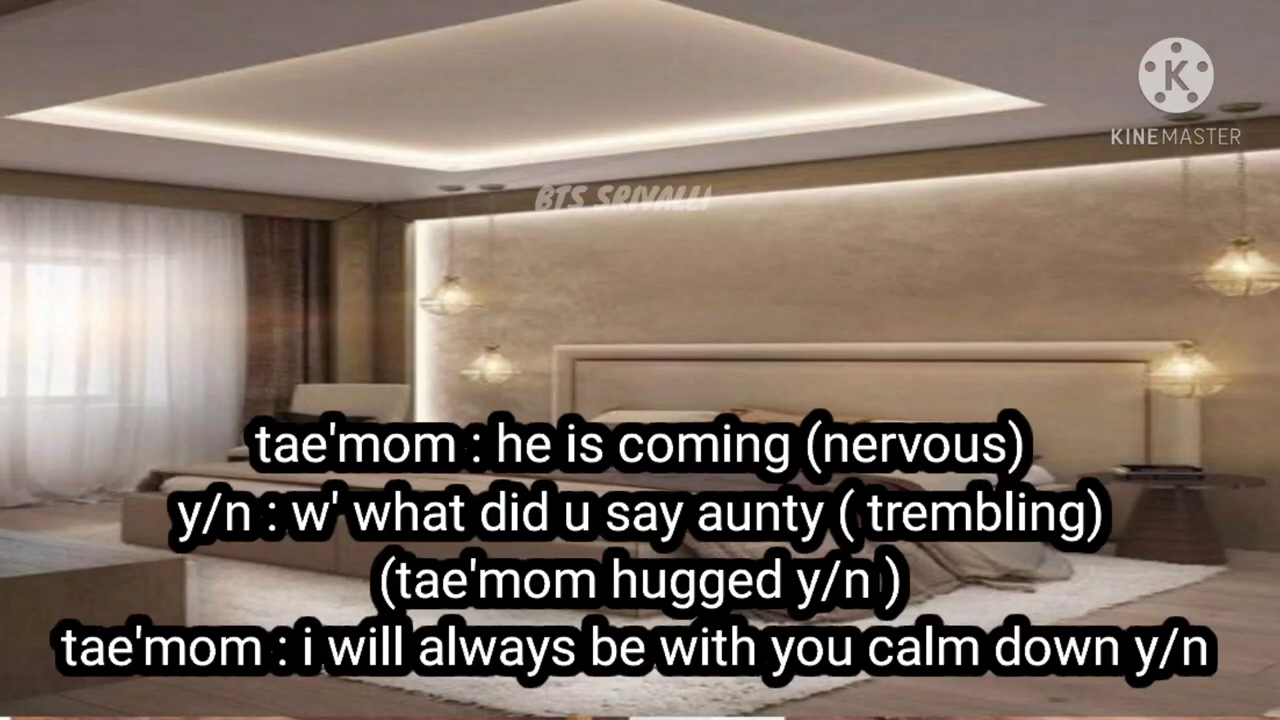 KINEMASTER
BTS SRIVALLI
tae'mom : he is coming (nervous)
y/n : w' what did u say aunty ( trembling)
(tae'mom hugged y/n )
tae'mom : i will always be with you calm down y/n